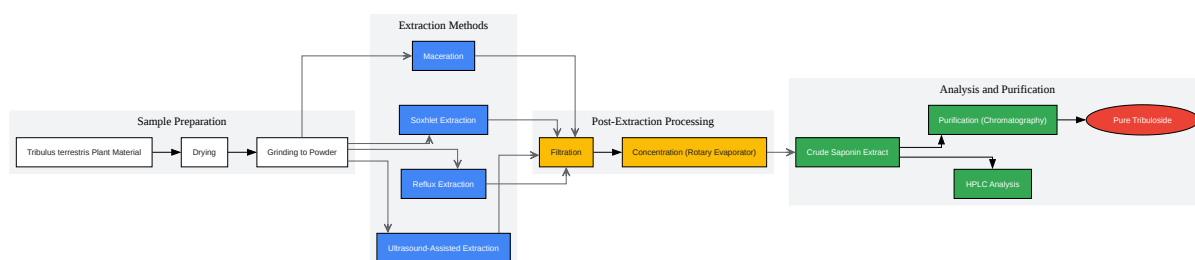 Sample Preparation
Tribulus terrestris Plant Material
Drying
Grinding to Powder
Extraction Methods
Maceration
Soxhlet Extraction
Reflux Extraction
Ultrasound-Assisted Extraction
Post-Extraction Processing
Filtration
Concentration (Rotary Evaporator)
Analysis and Purification
Crude Saponin Extract
Purification (Chromatography)
HPLC Analysis
Pure Tribuloside